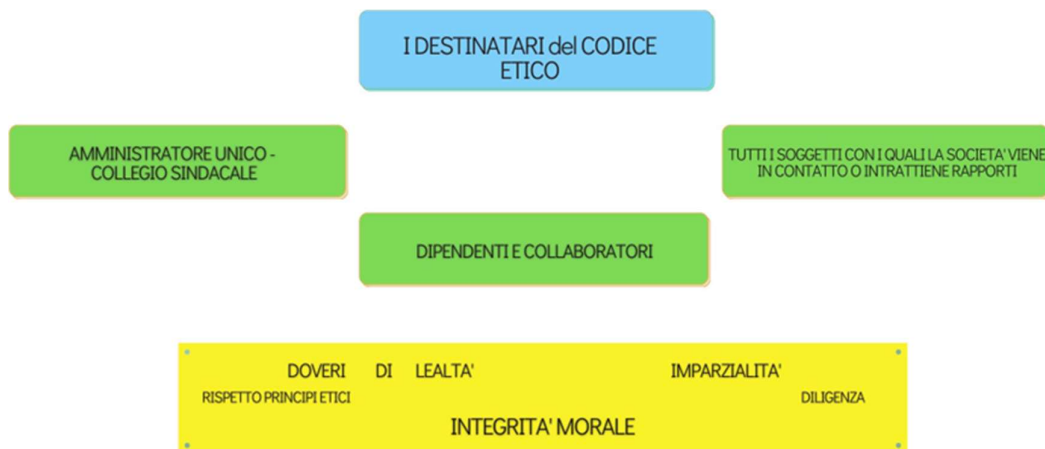 I DESTINATARI del CODICE
ETICO
AMMINISTRATORE UNICO -
COLLEGIO SINDACALE
TUTTI I SOGGETTI CON I QUALI LA SOCIETA' VIENE
IN CONTATTO O INTRATTIENE RAPPORTI
DIPENDENTI E COLLABORATORI
DOVERI DI LEALTA' IMPARZIALITA'
RISPETTO PRINCIPI ETICI DILIGENZA
INTEGRITA' MORALE